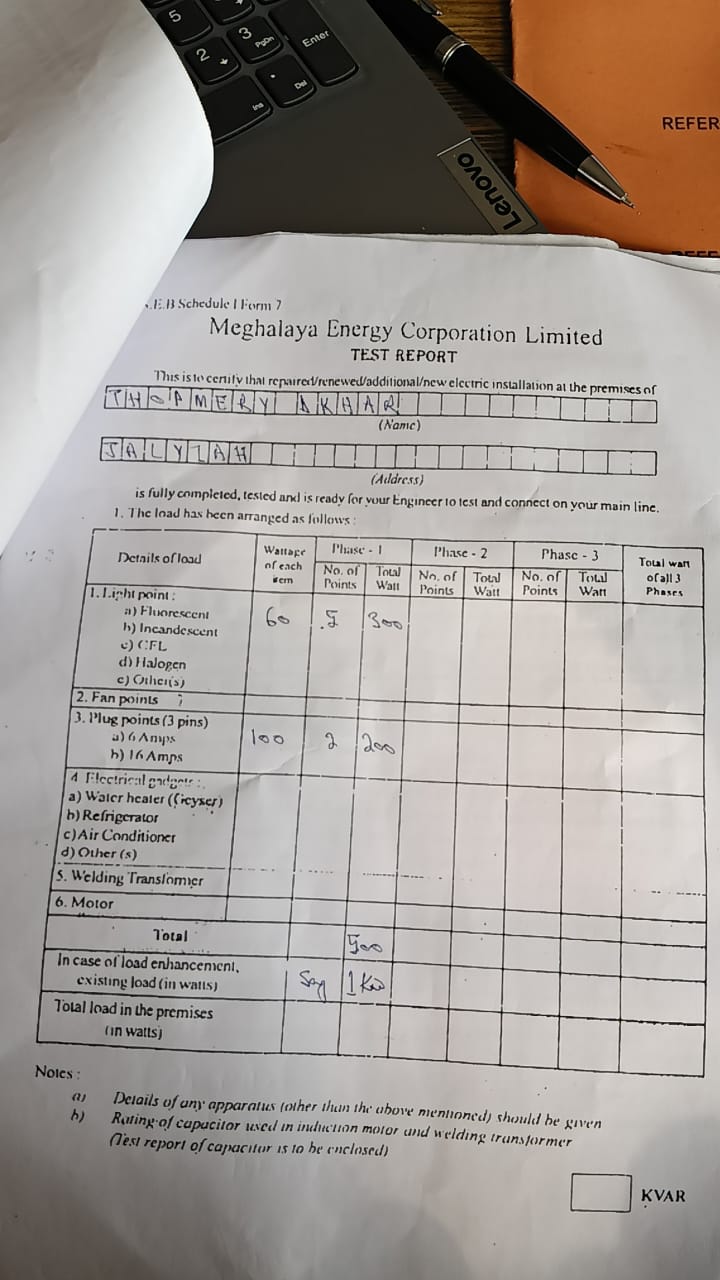 5
3
PgDn
Enter
2
Ins
Del
Lenovo
REFER
.E.B Schedule I Form 7
Meghalaya Energy Corporation Limited
TEST REPORT
This is to certify that repaired/renewed/additional/new electric installation at the premises of
THOPMERY DKHAR
(Name)
JALYIAH
(Address)
is fully completed, tested and is ready for your Engineer to test and connect on your main line.
1. The load has been arranged as follows :
Details of load Wattage of each item Phase - 1 Phase - 2 Phase - 3 Total watt of all 3 Phases
No. of Points Total Watt No. of Points Total Watt No. of Points Total Watt
1. Light point :
a) Fluorescent 60 5 300
b) Incandescent
c) CFL
d) Halogen
e) Other(s)
2. Fan points
3. Plug points (3 pins)
a) 6 Amps 100 2 200
b) 16 Amps
4. Electrical gadgets :
a) Water heater (Geyser)
b) Refrigerator
c) Air Conditioner
d) Other (s)
5. Welding Transformer
6. Motor
Total 500
In case of load enhancement,
existing load (in watts) Say 1 Kw
Total load in the premises
(in watts)
Notes :
a) Details of any apparatus (other than the above mentioned) should be given
b) Rating of capacitor used in induction motor and welding transformer
(Test report of capacitor is to be enclosed)
KVAR